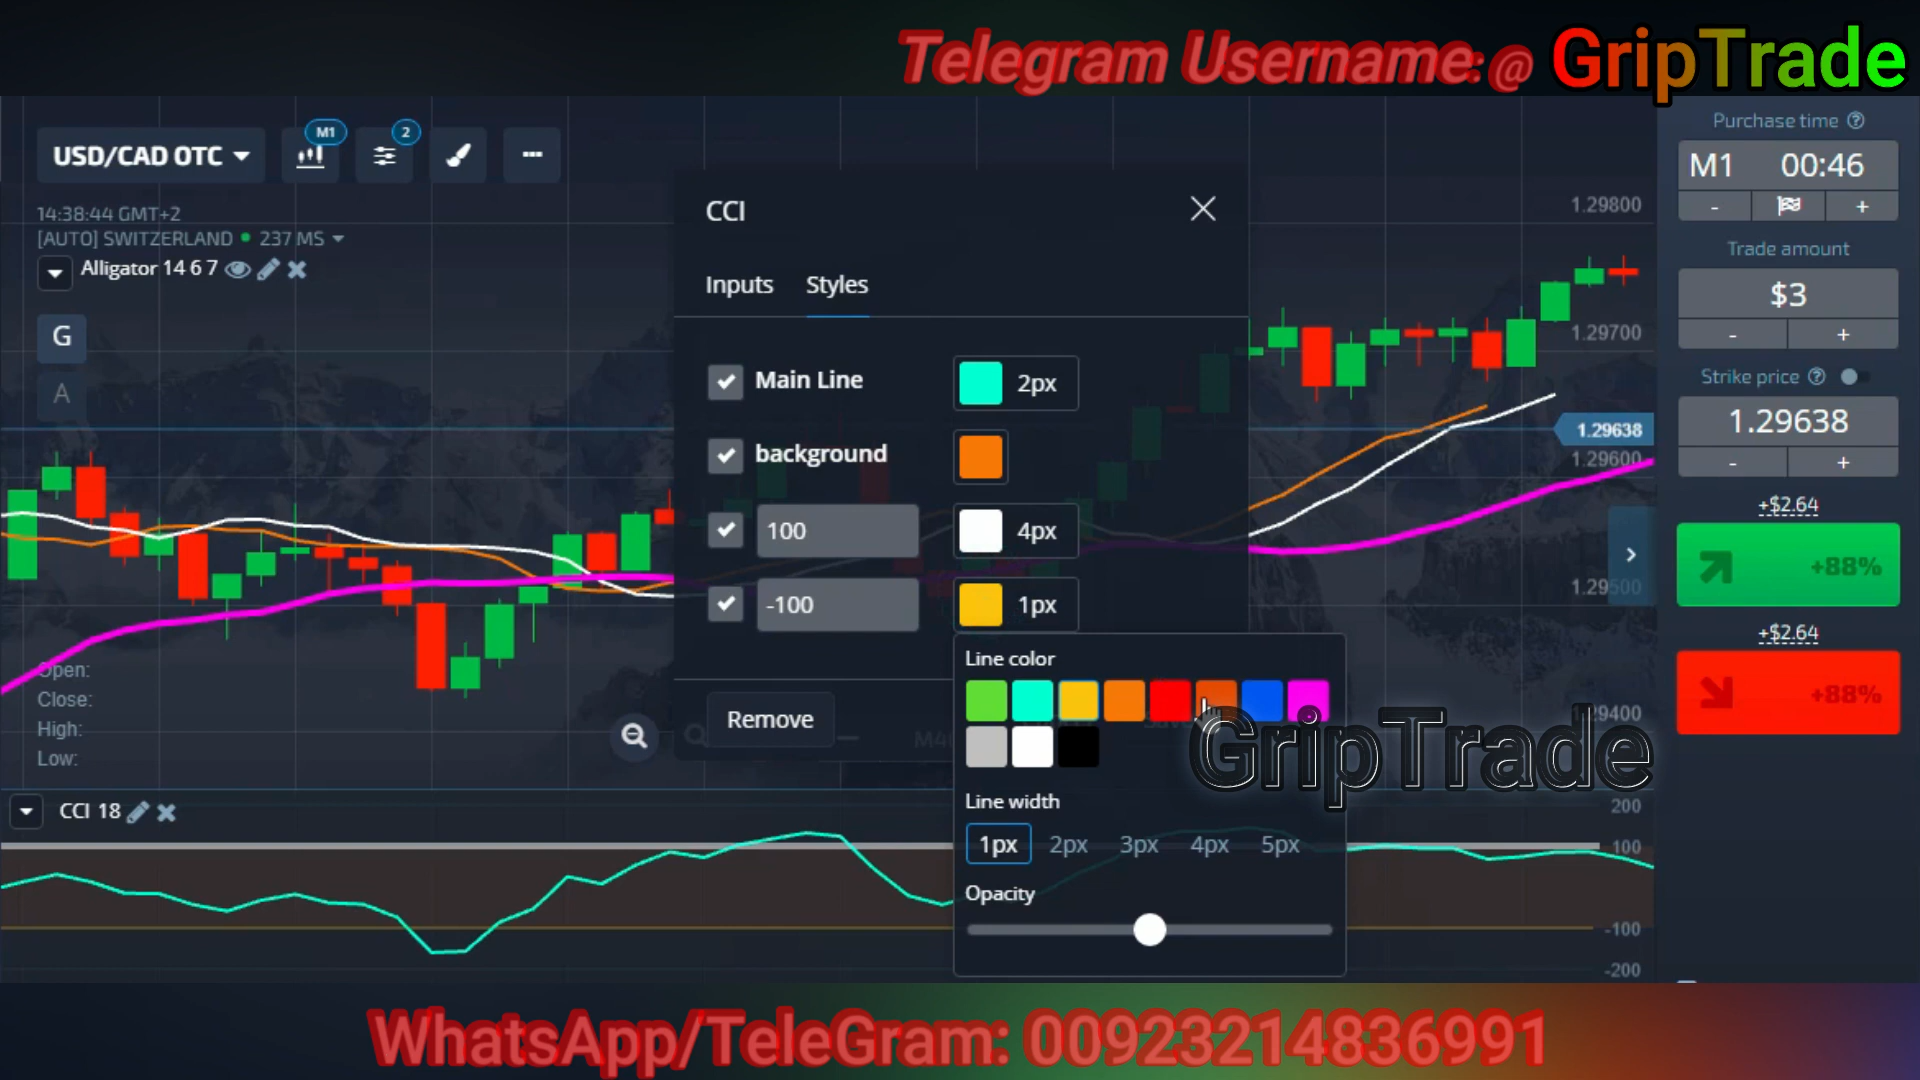 Telegram Username:@ GripTrade
USD/CAD OTC
M1
2
14:38:44 GMT+2
[AUTO] SWITZERLAND 237 MS
Alligator 14 6 7
G
A
Open:
Close:
High:
Low:
CCI
Inputs Styles
Main Line 2px
background
100 4px
-100 1px
Remove
Line color
Line width
1px 2px 3px 4px 5px
Opacity
GripTrade
1.29800
1.29700
1.29638
1.29600
1.29500
1.29400
Purchase time
M1 00:46
- +
Trade amount
$3
- +
Strike price
1.29638
- +
+$2.64
+88%
+$2.64
+88%
CCI 18
200
100
-100
-200
WhatsApp/TeleGram: 00923214836991